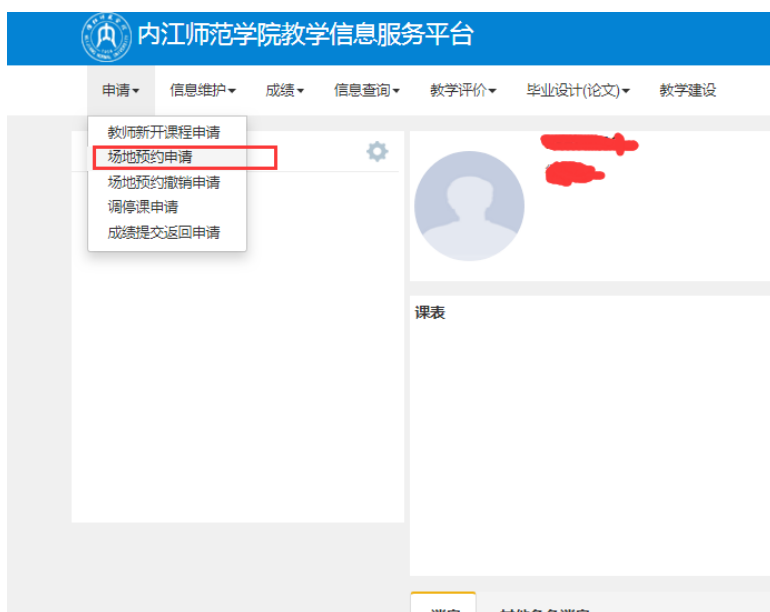 内江师范学院教学信息服务平台
申请 信息维护 成绩 信息查询 教学评价 毕业设计(论文) 教学建设
教师新开课程申请
场地预约申请
场地预约撤销申请
调停课申请
成绩提交返回申请
课表